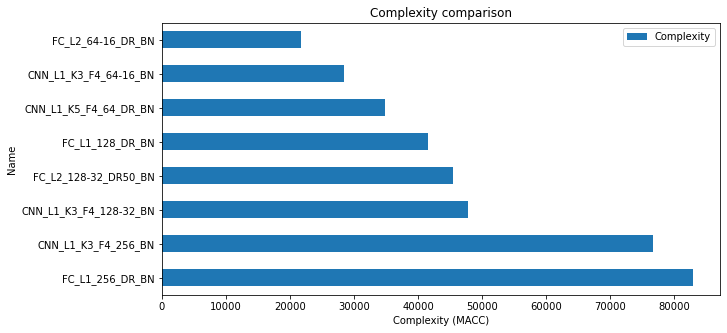 Complexity comparison
Complexity
Name
FC_L2_64-16_DR_BN
CNN_L1_K3_F4_64-16_BN
CNN_L1_K5_F4_64_DR_BN
FC_L1_128_DR_BN
FC_L2_128-32_DR50_BN
CNN_L1_K3_F4_128-32_BN
CNN_L1_K3_F4_256_BN
FC_L1_256_DR_BN
0 10000 20000 30000 40000 50000 60000 70000 80000
Complexity (MACC)